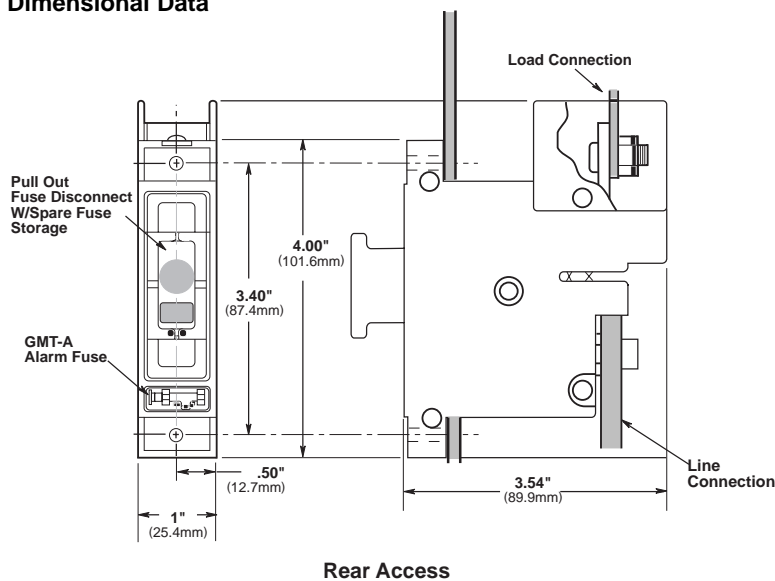 Dimensional Data
Load Connection
Pull Out
Fuse Disconnect
W/Spare Fuse
Storage
4.00"
(101.6mm)
3.40"
(87.4mm)
GMT-A
Alarm Fuse
.50"
(12.7mm)
1"
(25.4mm)
3.54"
(89.9mm)
Line
Connection
Rear Access